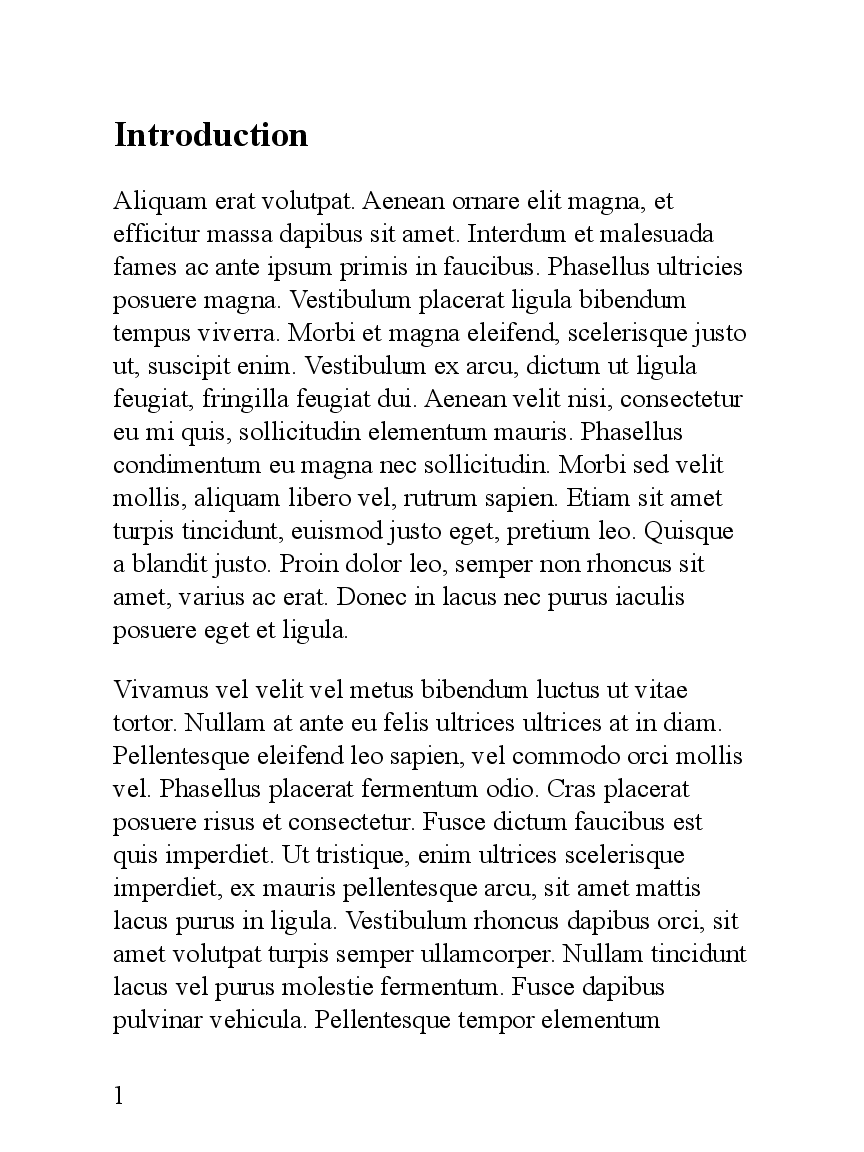 Introduction
Aliquam erat volutpat. Aenean ornare elit magna, et
efficitur massa dapibus sit amet. Interdum et malesuada
fames ac ante ipsum primis in faucibus. Phasellus ultricies
posuere magna. Vestibulum placerat ligula bibendum
tempus viverra. Morbi et magna eleifend, scelerisque justo
ut, suscipit enim. Vestibulum ex arcu, dictum ut ligula
feugiat, fringilla feugiat dui. Aenean velit nisi, consectetur
eu mi quis, sollicitudin elementum mauris. Phasellus
condimentum eu magna nec sollicitudin. Morbi sed velit
mollis, aliquam libero vel, rutrum sapien. Etiam sit amet
turpis tincidunt, euismod justo eget, pretium leo. Quisque
a blandit justo. Proin dolor leo, semper non rhoncus sit
amet, varius ac erat. Donec in lacus nec purus iaculis
posuere eget et ligula.
Vivamus vel velit vel metus bibendum luctus ut vitae
tortor. Nullam at ante eu felis ultrices ultrices at in diam.
Pellentesque eleifend leo sapien, vel commodo orci mollis
vel. Phasellus placerat fermentum odio. Cras placerat
posuere risus et consectetur. Fusce dictum faucibus est
quis imperdiet. Ut tristique, enim ultrices scelerisque
imperdiet, ex mauris pellentesque arcu, sit amet mattis
lacus purus in ligula. Vestibulum rhoncus dapibus orci, sit
amet volutpat turpis semper ullamcorper. Nullam tincidunt
lacus vel purus molestie fermentum. Fusce dapibus
pulvinar vehicula. Pellentesque tempor elementum
1